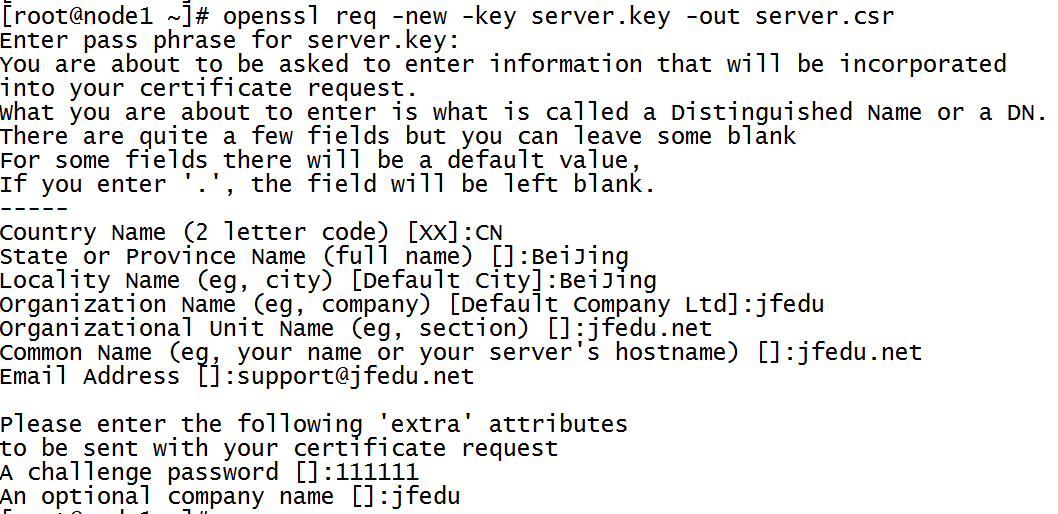 [root@node1 ~]# openssl req -new -key server.key -out server.csr
Enter pass phrase for server.key:
You are about to be asked to enter information that will be incorporated
into your certificate request.
What you are about to enter is what is called a Distinguished Name or a DN.
There are quite a few fields but you can leave some blank
For some fields there will be a default value,
If you enter '.', the field will be left blank.
-----
Country Name (2 letter code) [XX]:CN
State or Province Name (full name) []:BeiJing
Locality Name (eg, city) [Default City]:BeiJing
Organization Name (eg, company) [Default Company Ltd]:jfedu
Organizational Unit Name (eg, section) []:jfedu.net
Common Name (eg, your name or your server's hostname) []:jfedu.net
Email Address []:support@jfedu.net
Please enter the following 'extra' attributes
to be sent with your certificate request
A challenge password []:111111
An optional company name []:jfedu